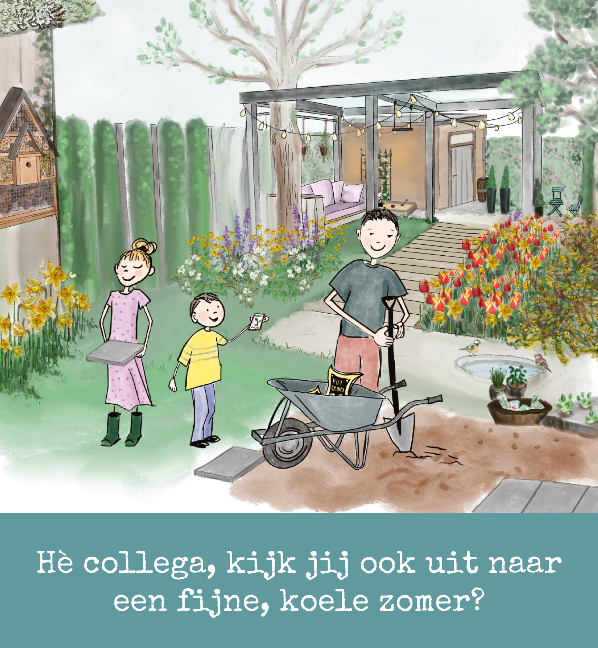 Hè collega, kijk jij ook uit naar
een fijne, koele zomer?